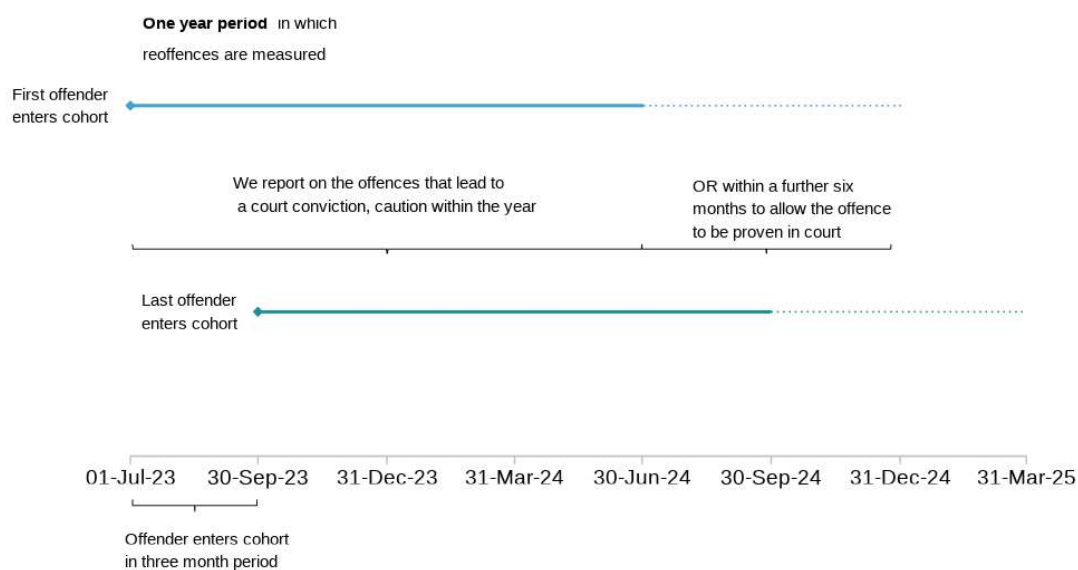 One year period in which
reoffences are measured
First offender
enters cohort
We report on the offences that lead to
a court conviction, caution within the year
OR within a further six
months to allow the offence
to be proven in court
Last offender
enters cohort
01-Jul-23 30-Sep-23 31-Dec-23 31-Mar-24 30-Jun-24 30-Sep-24 31-Dec-24 31-Mar-25
Offender enters cohort
in three month period